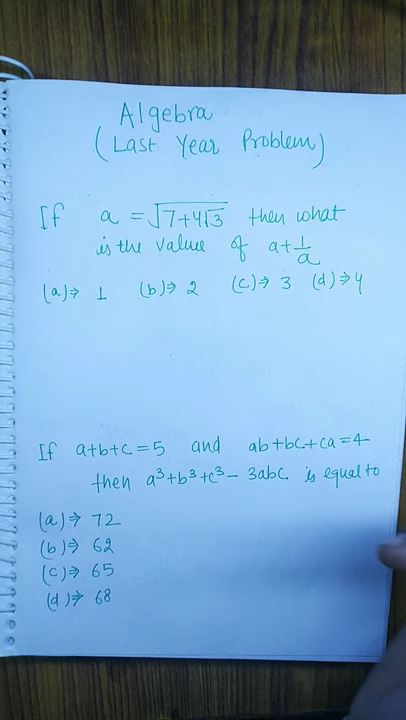 Algebra
(Last Year Problem)
If a = √7+4√3 then what
is the value of a+1/a
(a)⇒ 1 (b)⇒ 2 (c)⇒ 3 (d)⇒ 4
If a+b+c=5 and ab+bc+ca=4
then a³+b³+c³- 3abc is equal to
(a)⇒ 72
(b)⇒ 62
(c)⇒ 65
(d)⇒ 68